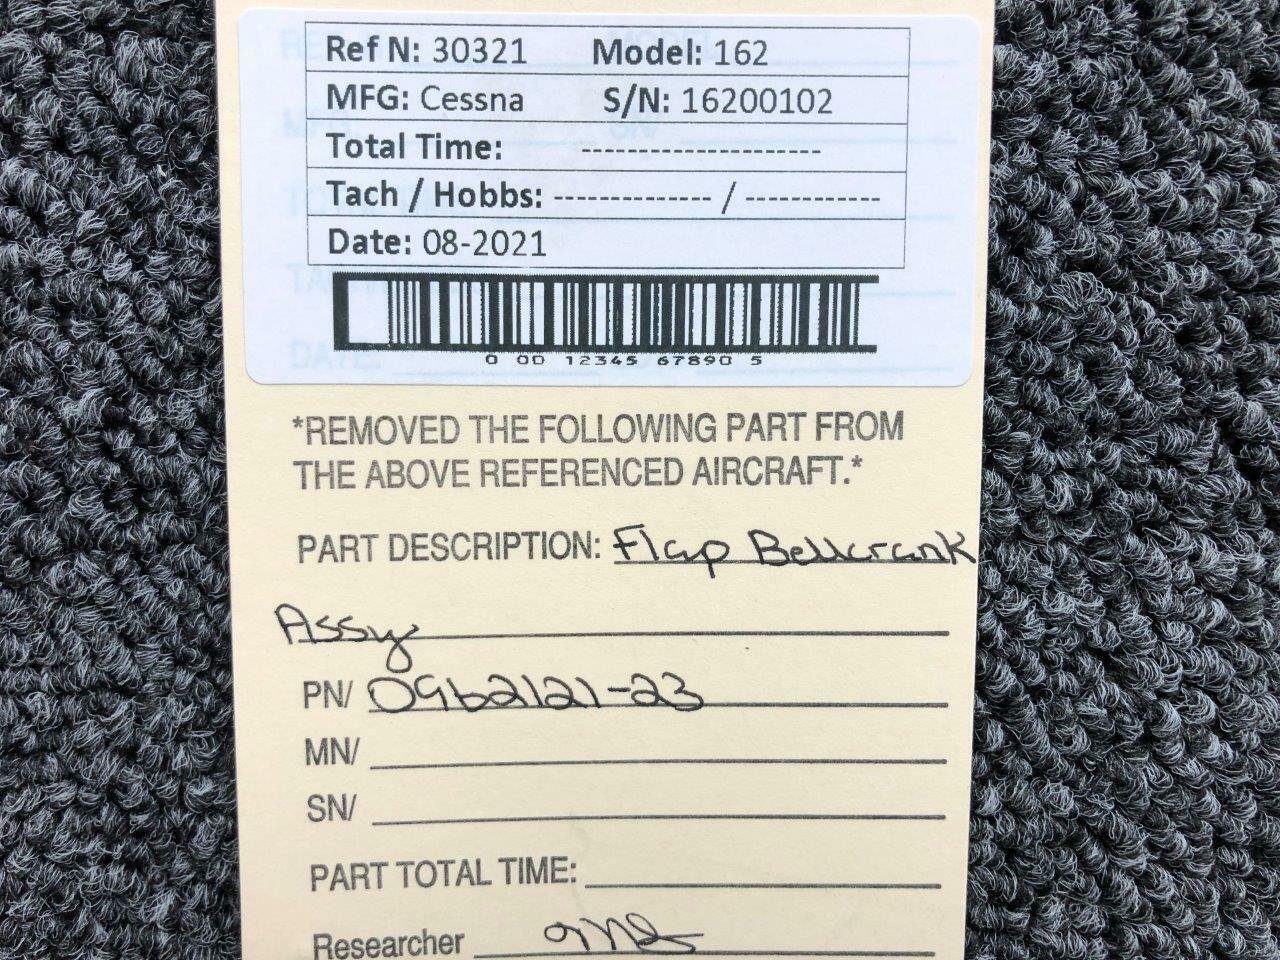 Ref N: 30321 Model: 162
MFG: Cessna S/N: 16200102
Total Time: ---------------------
Tach / Hobbs: -------------- / ------------
Date: 08-2021
0 00 12345 67890 5
*REMOVED THE FOLLOWING PART FROM
THE ABOVE REFERENCED AIRCRAFT.*
PART DESCRIPTION: Flap Bellcrank
Assy
PN/ 0962121-23
MN/
SN/
PART TOTAL TIME:
Researcher